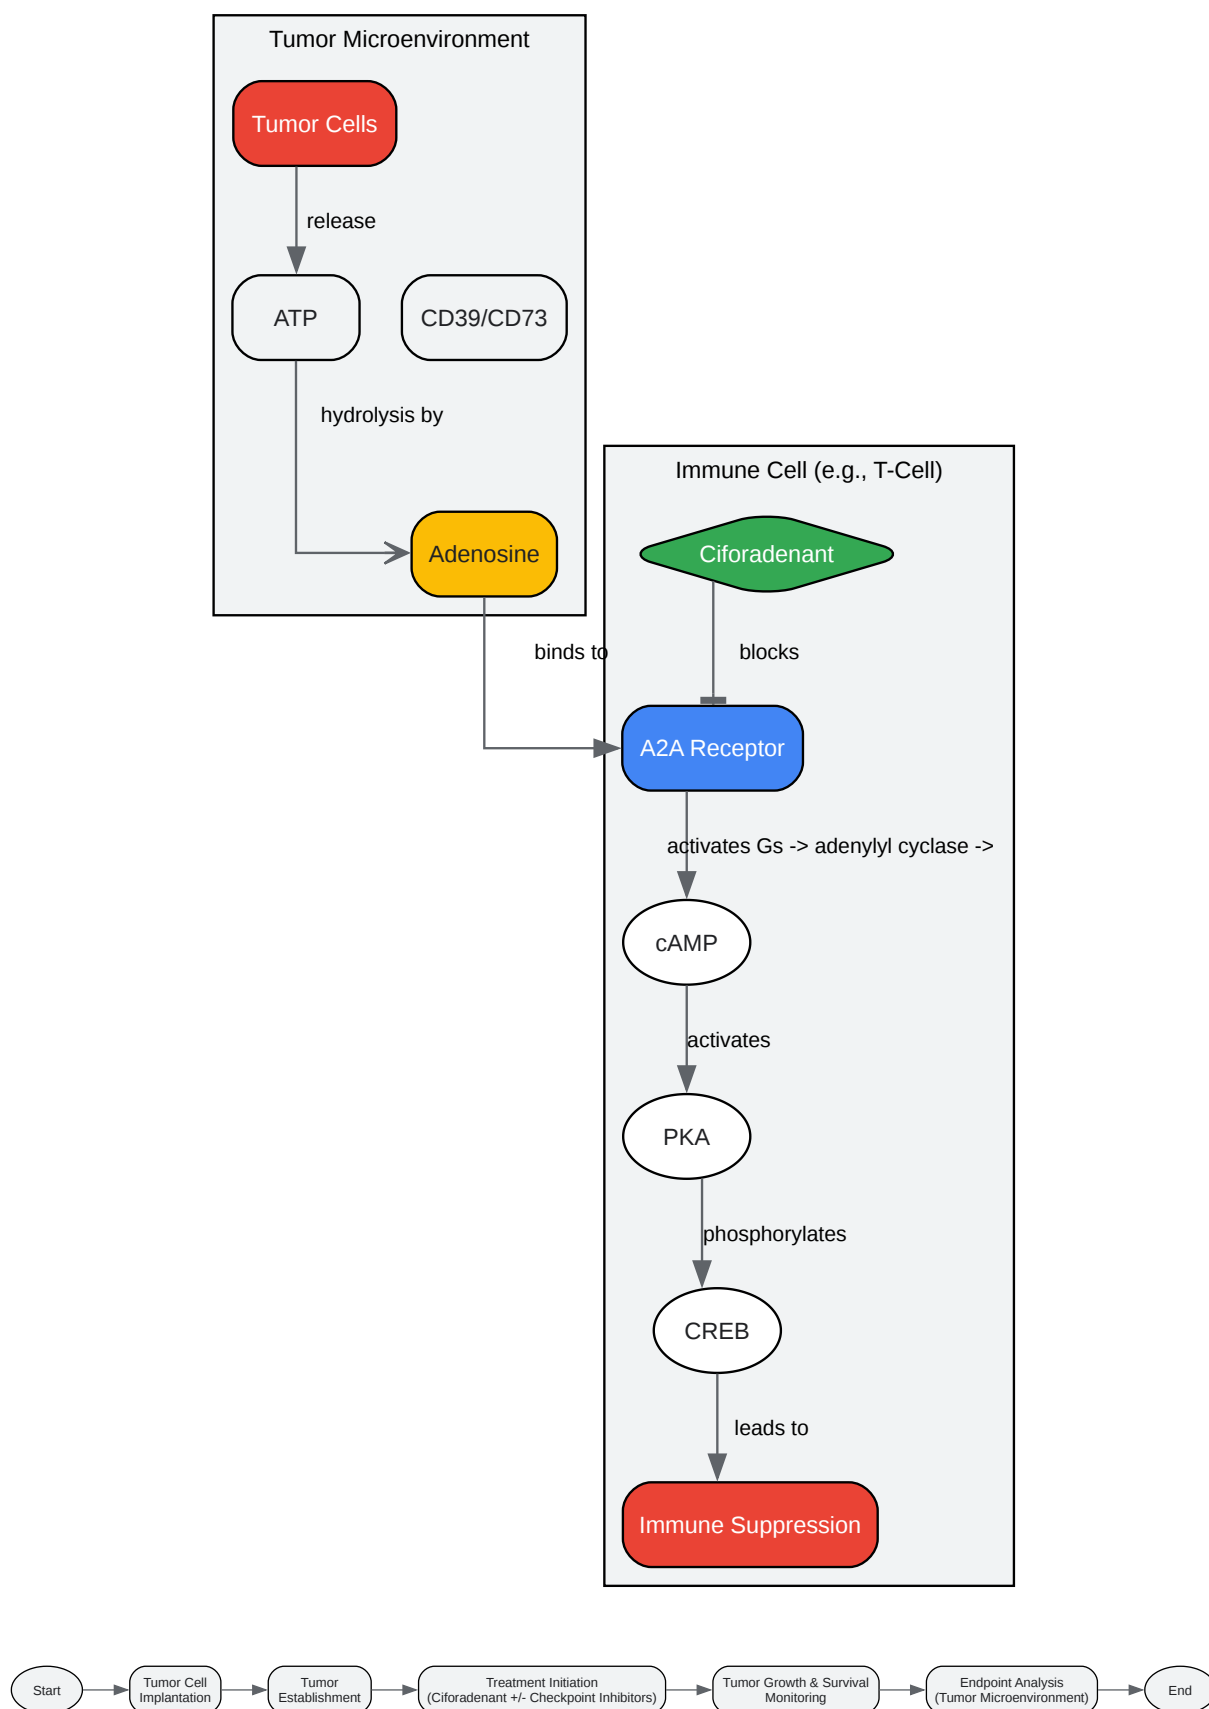 Tumor Microenvironment
Tumor Cells
release
ATP
CD39/CD73
hydrolysis by
Immune Cell (e.g., T-Cell)
Adenosine
Ciforadenant
binds to
blocks
A2A Receptor
activates Gs -> adenylyl cyclase ->
cAMP
activates
PKA
phosphorylates
CREB
leads to
Immune Suppression
Start
Tumor Cell
Implantation
Tumor
Establishment
Treatment Initiation
(Ciforadenant +/- Checkpoint Inhibitors)
Tumor Growth & Survival
Monitoring
Endpoint Analysis
(Tumor Microenvironment)
End